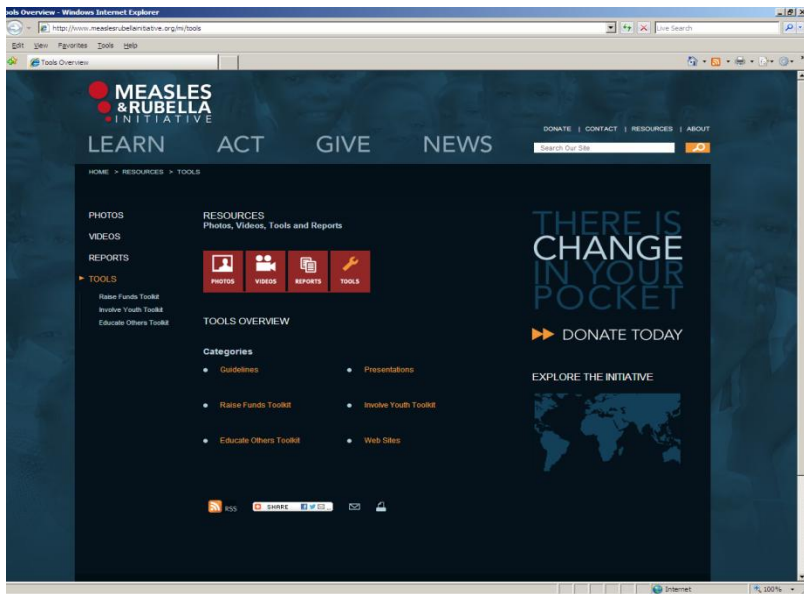 ools Overview - Windows Internet Explorer
http://www.measlesrubellainitiative.org/mi/tools
Live Search
Edit View Favorites Tools Help
Tools Overview
MEASLES
& RUBELLA
INITIATIVE
DONATE | CONTACT | RESOURCES | ABOUT
LEARN ACT GIVE NEWS
Search Our Site
HOME > RESOURCES > TOOLS
PHOTOS
VIDEOS
REPORTS
TOOLS
Raise Funds Toolkit
Involve Youth Toolkit
Educate Others Toolkit
RESOURCES
Photos, Videos, Tools and Reports
PHOTOS VIDEOS REPORTS TOOLS
TOOLS OVERVIEW
Categories
Guidelines
Presentations
Raise Funds Toolkit
Involve Youth Toolkit
Educate Others Toolkit
Web Sites
RSS
SHARE
THERE IS
CHANGE
IN YOUR
POCKET
DONATE TODAY
EXPLORE THE INITIATIVE
Internet
100%